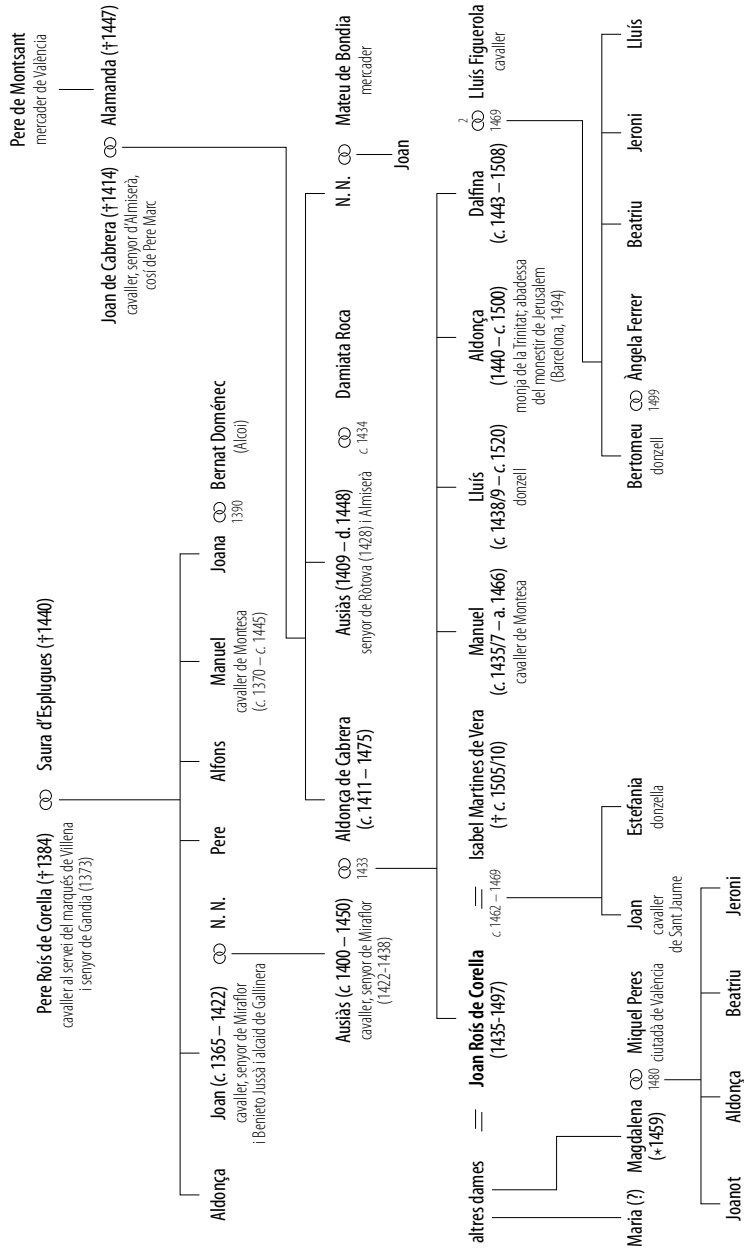 Pere de Montsant
mercader de València
Joan de Cabrera (†1414)
cavaller, senyor d’Almiserà,
cosí de Pere Marc
Alamanda (†1447)
Pere Roís de Corella (†1384)
cavaller al servei del marqués de Villena
i senyor de Gandia (1373)
Saura d’Esplugues (†1440)
Aldonça
Joan (c. 1365 – 1422)
cavaller, senyor de Miraflor
i Benieto Jussà i alcaid de Gallinera
N. N.
Pere
Alfons
Manuel
cavaller de Montesa
(c. 1370 – c. 1445)
Joana
1390
Bernat Doménec
(Alcoi)
Ausiàs (c. 1400 – 1450)
cavaller, senyor de Miraflor
(1422-1438)
1433
Aldonça de Cabrera
(c. 1411 – 1475)
Ausiàs (1409 – d. 1448)
senyor de Ròtova (1428) i Almiserà
c. 1434
Damiata Roca
N. N.
Mateu de Bondia
mercader
Joan
altres dames
Joan Roís de Corella
(1435-1497)
c. 1462 – 1469
Isabel Martines de Vera
(† c. 1505/10)
Manuel
(c. 1435/7 – a. 1466)
cavaller de Montesa
Lluís
(c. 1438/9 – c. 1520)
donzell
Aldonça
(1440 – c. 1500)
monja de la Trinitat; abadessa
del monestir de Jerusalem
(Barcelona, 1494)
Dalfina
(c. 1443 – 1508)
2
1469
Lluís Figuerola
cavaller
Maria (?)
Magdalena
(*1459)
1480
Miquel Peres
ciutadà de València
Joan
cavaller
de Sant Jaume
Estefania
donzella
Bertomeu
donzell
1499
Àngela Ferrer
Beatriu
Jeroni
Lluís
Joanot
Aldonça
Beatriu
Jeroni